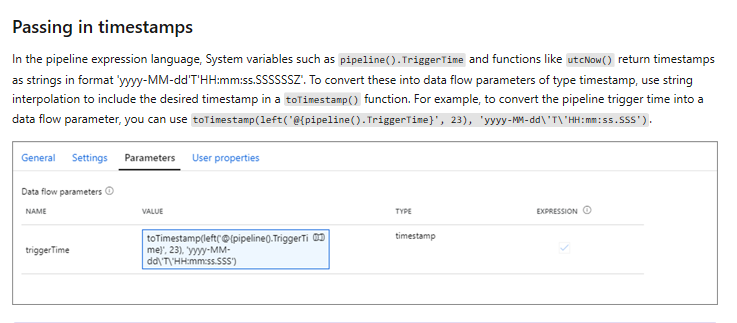 Passing in timestamps
In the pipeline expression language, System variables such as pipeline().TriggerTime and functions like utcNow() return timestamps
as strings in format 'yyyy-MM-dd'T'HH:mm:ss.SSSSSSZ'. To convert these into data flow parameters of type timestamp, use string
interpolation to include the desired timestamp in a toTimestamp() function. For example, to convert the pipeline trigger time into a
data flow parameter, you can use toTimestamp(left('@{pipeline().TriggerTime}', 23), 'yyyy-MM-dd\'T\'HH:mm:ss.SSS').
General Settings Parameters User properties
Data flow parameters
NAME VALUE TYPE EXPRESSION
triggerTime
toTimestamp(left('@{pipeline().TriggerTi
me}', 23), 'yyyy-MM-
dd\'T\'HH:mm:ss.SSS')
timestamp